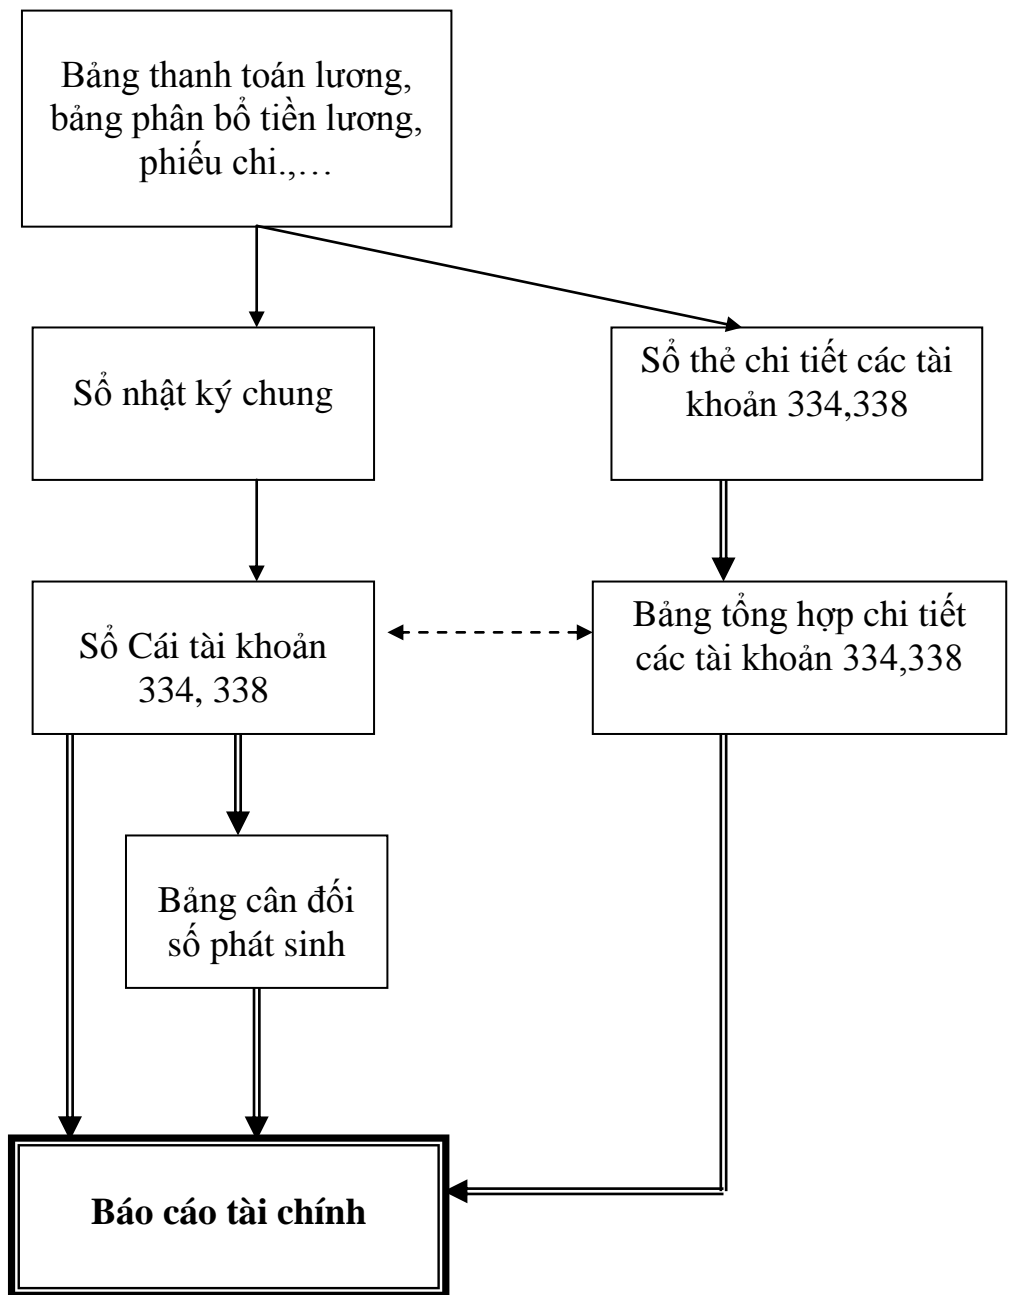 Bảng thanh toán lương,
bảng phân bổ tiền lương,
phiếu chi.,…
Sổ nhật ký chung
Sổ thẻ chi tiết các tài
khoản 334,338
Sổ Cái tài khoản
334, 338
Bảng tổng hợp chi tiết
các tài khoản 334,338
Bảng cân đối
số phát sinh
Báo cáo tài chính